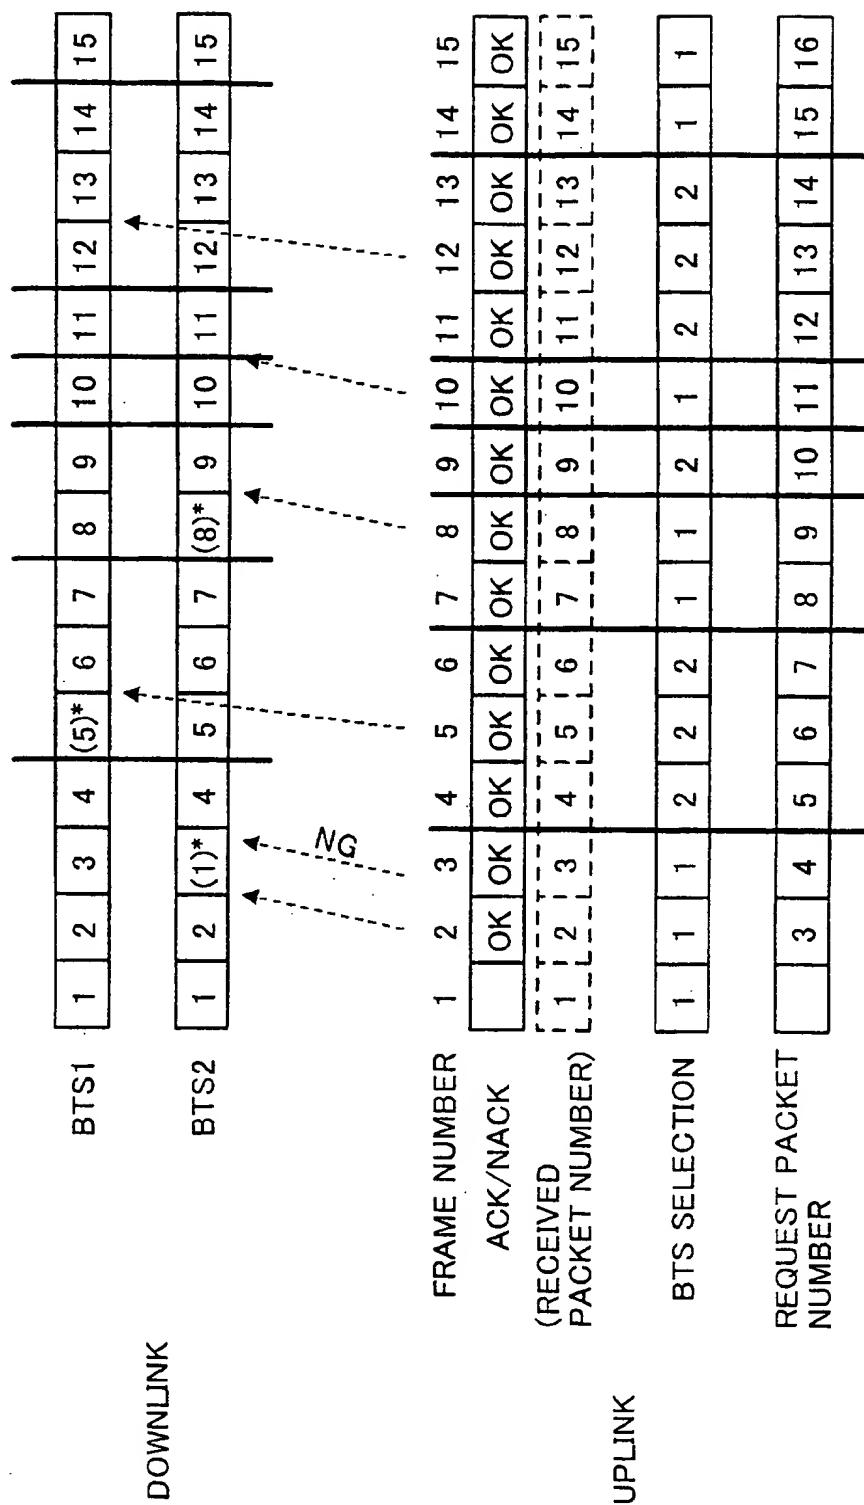 DOWNLINK
BTS1 1 2 3 4 (5)* 6 7 8 9 10 11 12 13 14 15
BTS2 1 2 (1)* 4 5 6 7 (8)* 9 10 11 12 13 14 15
NG
UPLINK
FRAME NUMBER 1 2 3 4 5 6 7 8 9 10 11 12 13 14 15
ACK/NACK OK OK OK OK OK OK OK OK OK OK OK OK OK OK
(RECEIVED
PACKET NUMBER) 1 2 3 4 5 6 7 8 9 10 11 12 13 14 15
BTS SELECTION 1 1 1 2 2 2 1 1 2 1 2 2 2 1 1
REQUEST PACKET
NUMBER 3 4 5 6 7 8 9 10 11 12 13 14 15 16